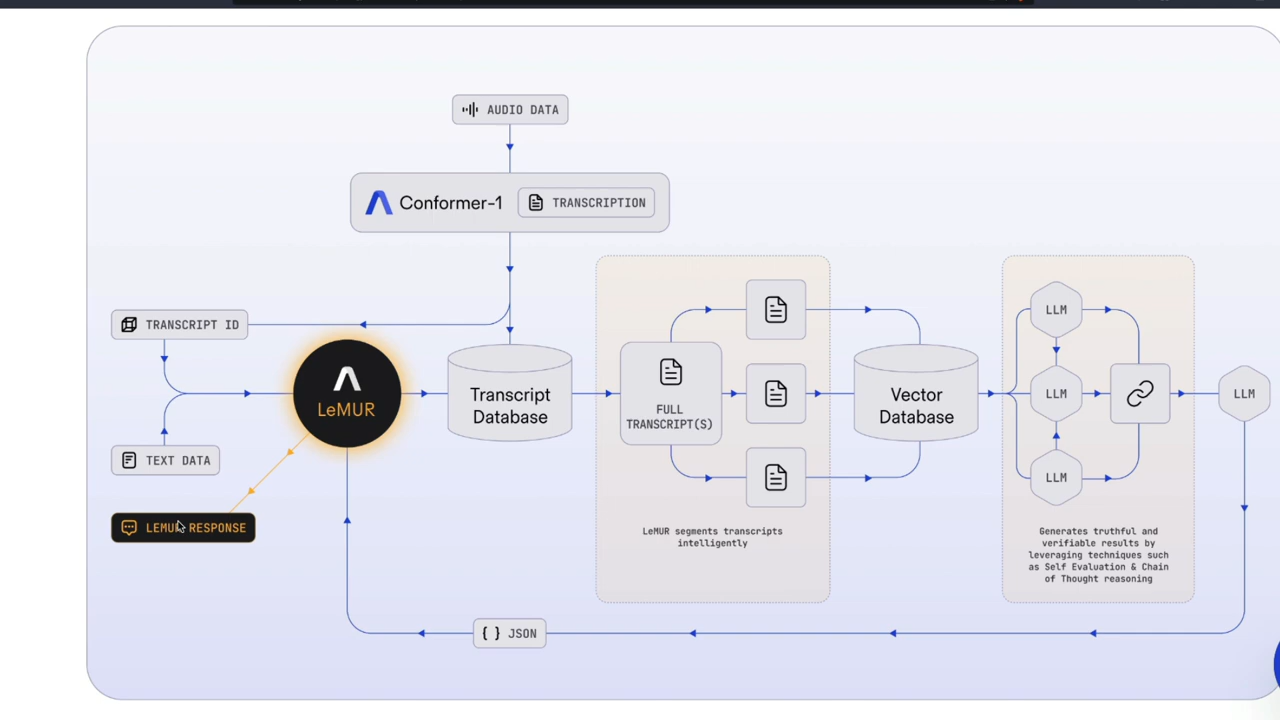 AUDIO DATA
Conformer-1
TRANSCRIPTION
TRANSCRIPT ID
LeMUR
TEXT DATA
LEMUR RESPONSE
Transcript
Database
FULL
TRANSCRIPT(S)
LeMUR segments transcripts
intelligently
Vector
Database
LLM
LLM
LLM
Generates truthful and
verifiable results by
leveraging techniques such
as Self Evaluation & Chain
of Thought reasoning
LLM
{ } JSON